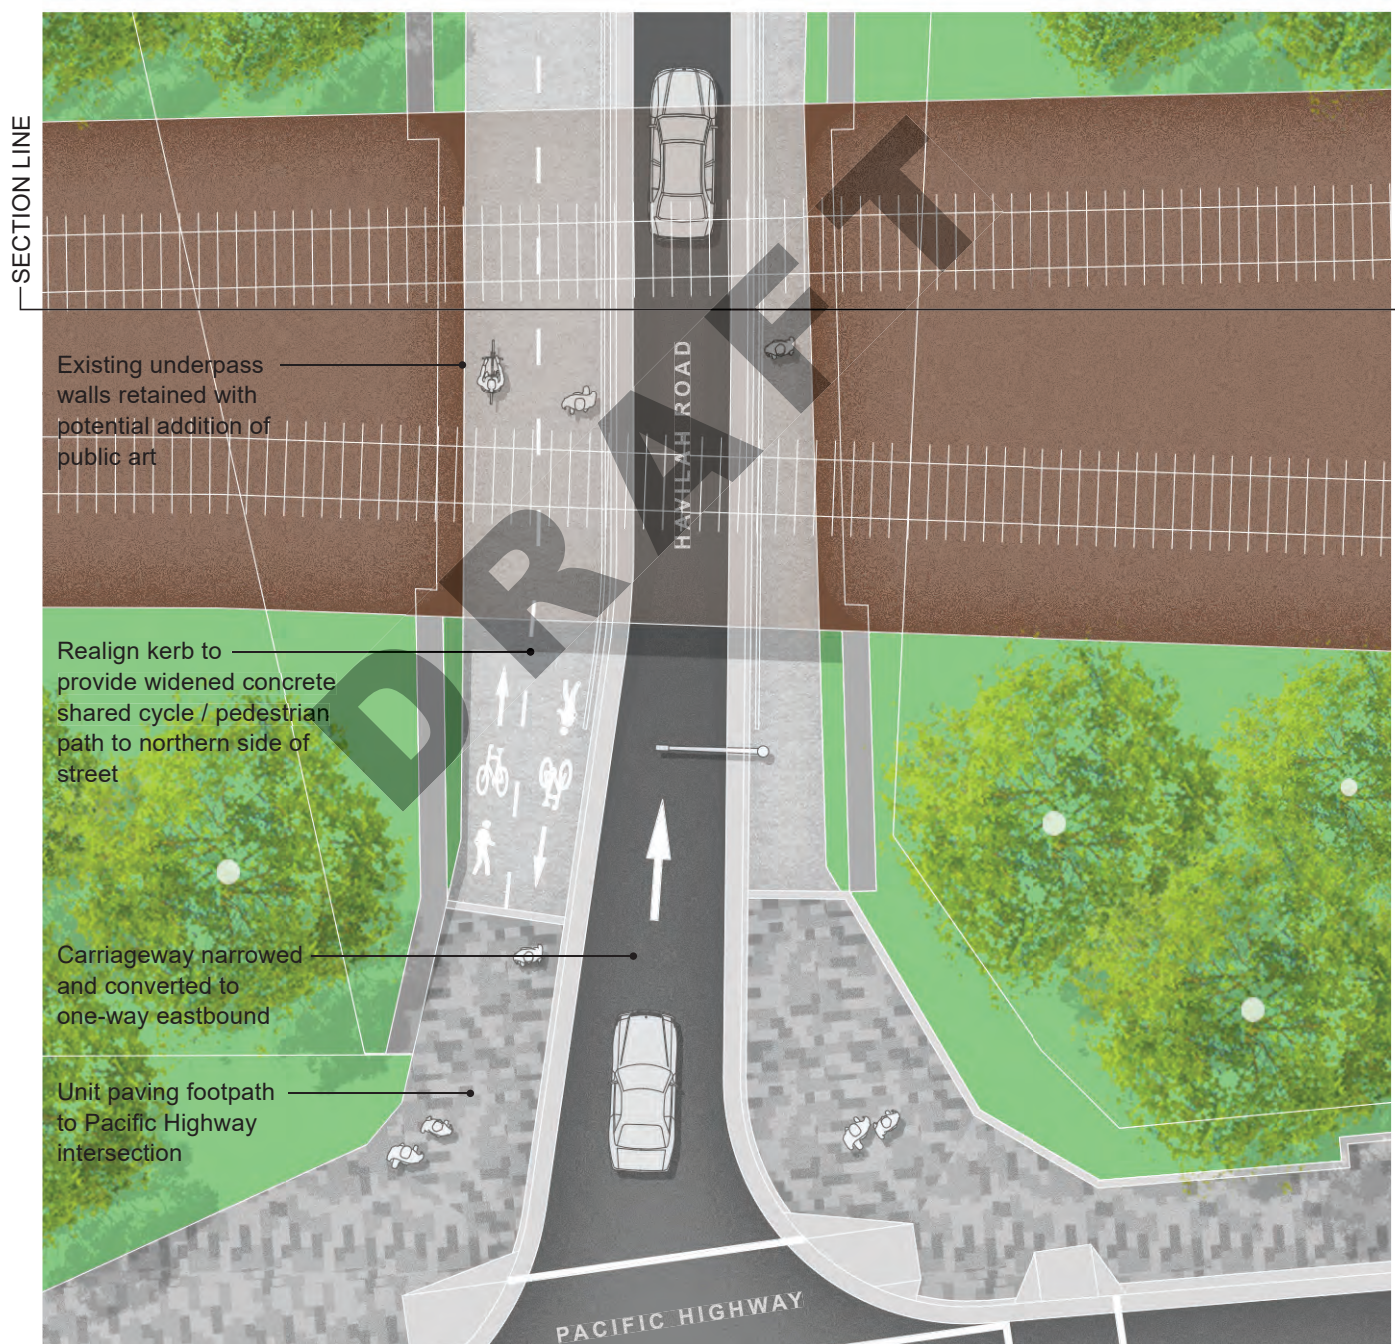 SECTION LINE
Existing underpass
walls retained with
potential addition of
public art
HAVILAH ROAD
DRAFT
Realign kerb to
provide widened concrete
shared cycle / pedestrian
path to northern side of
street
Carriageway narrowed
and converted to
one-way eastbound
Unit paving footpath
to Pacific Highway
intersection
PACIFIC HIGHWAY